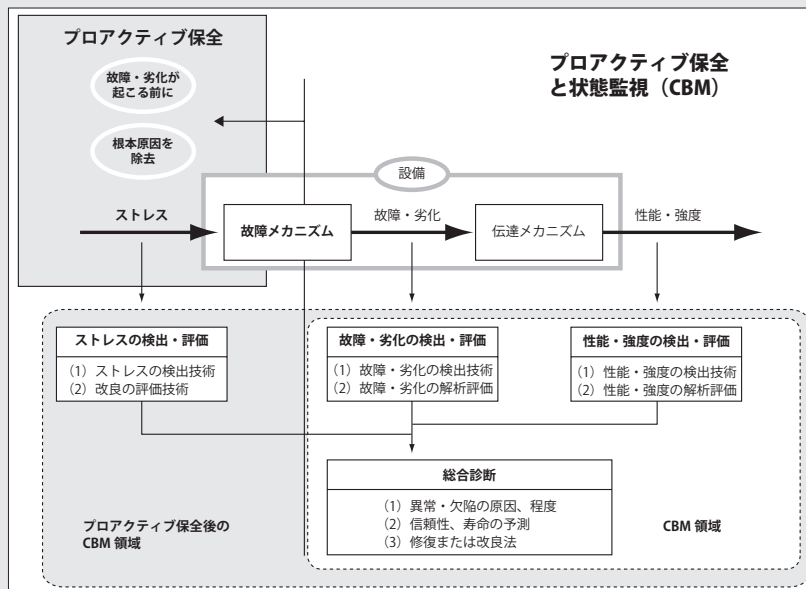 プロアクティブ保全
故障・劣化が
起こる前に
根本原因を
除去
プロアクティブ保全
と状態監視（CBM）
設備
ストレス
故障メカニズム
故障・劣化
伝達メカニズム
性能・強度
ストレスの検出・評価
（1）ストレスの検出技術
（2）改良の評価技術
故障・劣化の検出・評価
（1）故障・劣化の検出技術
（2）故障・劣化の解析評価
性能・強度の検出・評価
（1）性能・強度の検出技術
（2）性能・強度の解析評価
総合診断
（1）異常・欠陥の原因、程度
（2）信頼性、寿命の予測
（3）修復または改良法
プロアクティブ保全後の
CBM 領域
CBM 領域